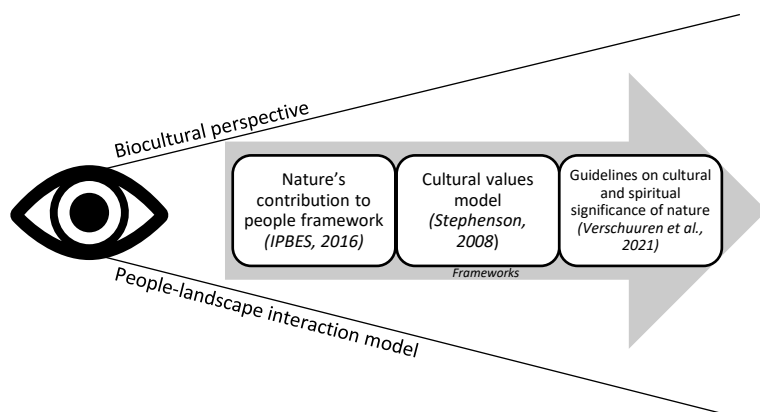 Biocultural perspective
Nature’s
contribution to
people framework
(IPBES, 2016)
Cultural values
model
(Stephenson,
2008)
Guidelines on cultural
and spiritual
significance of nature
(Verschuuren et al.,
2021)
Frameworks
People-landscape interaction model